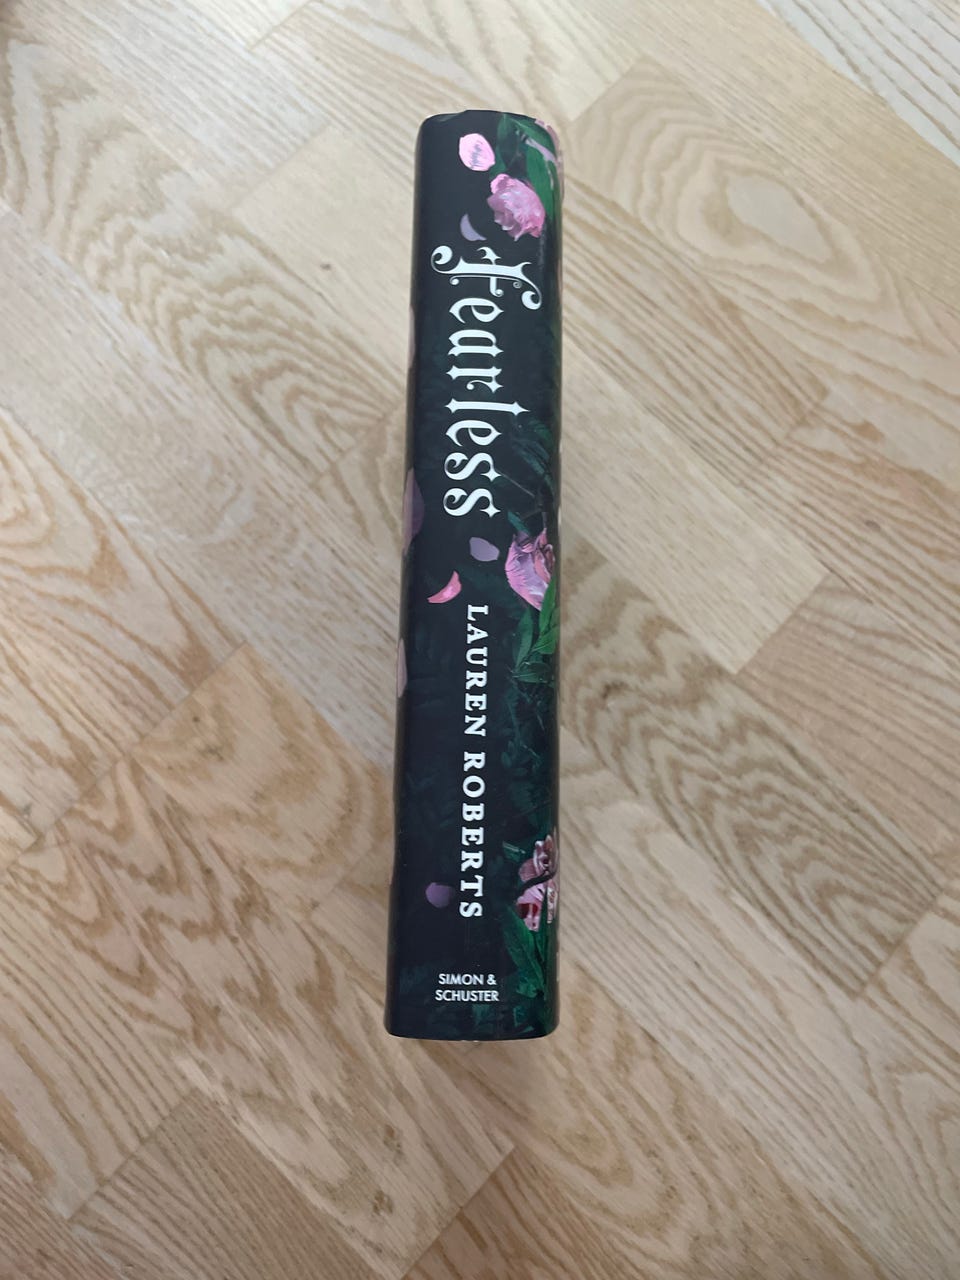 fearless
LAUREN ROBERTS
SIMON &
SCHUSTER